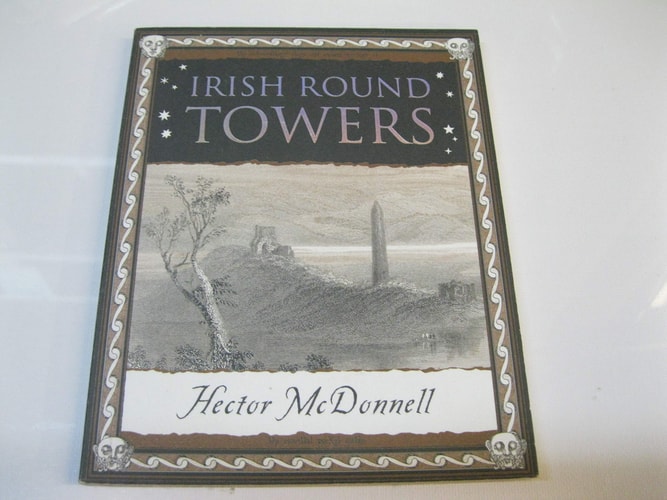 IRISH ROUND
TOWERS
Hector McDonnell